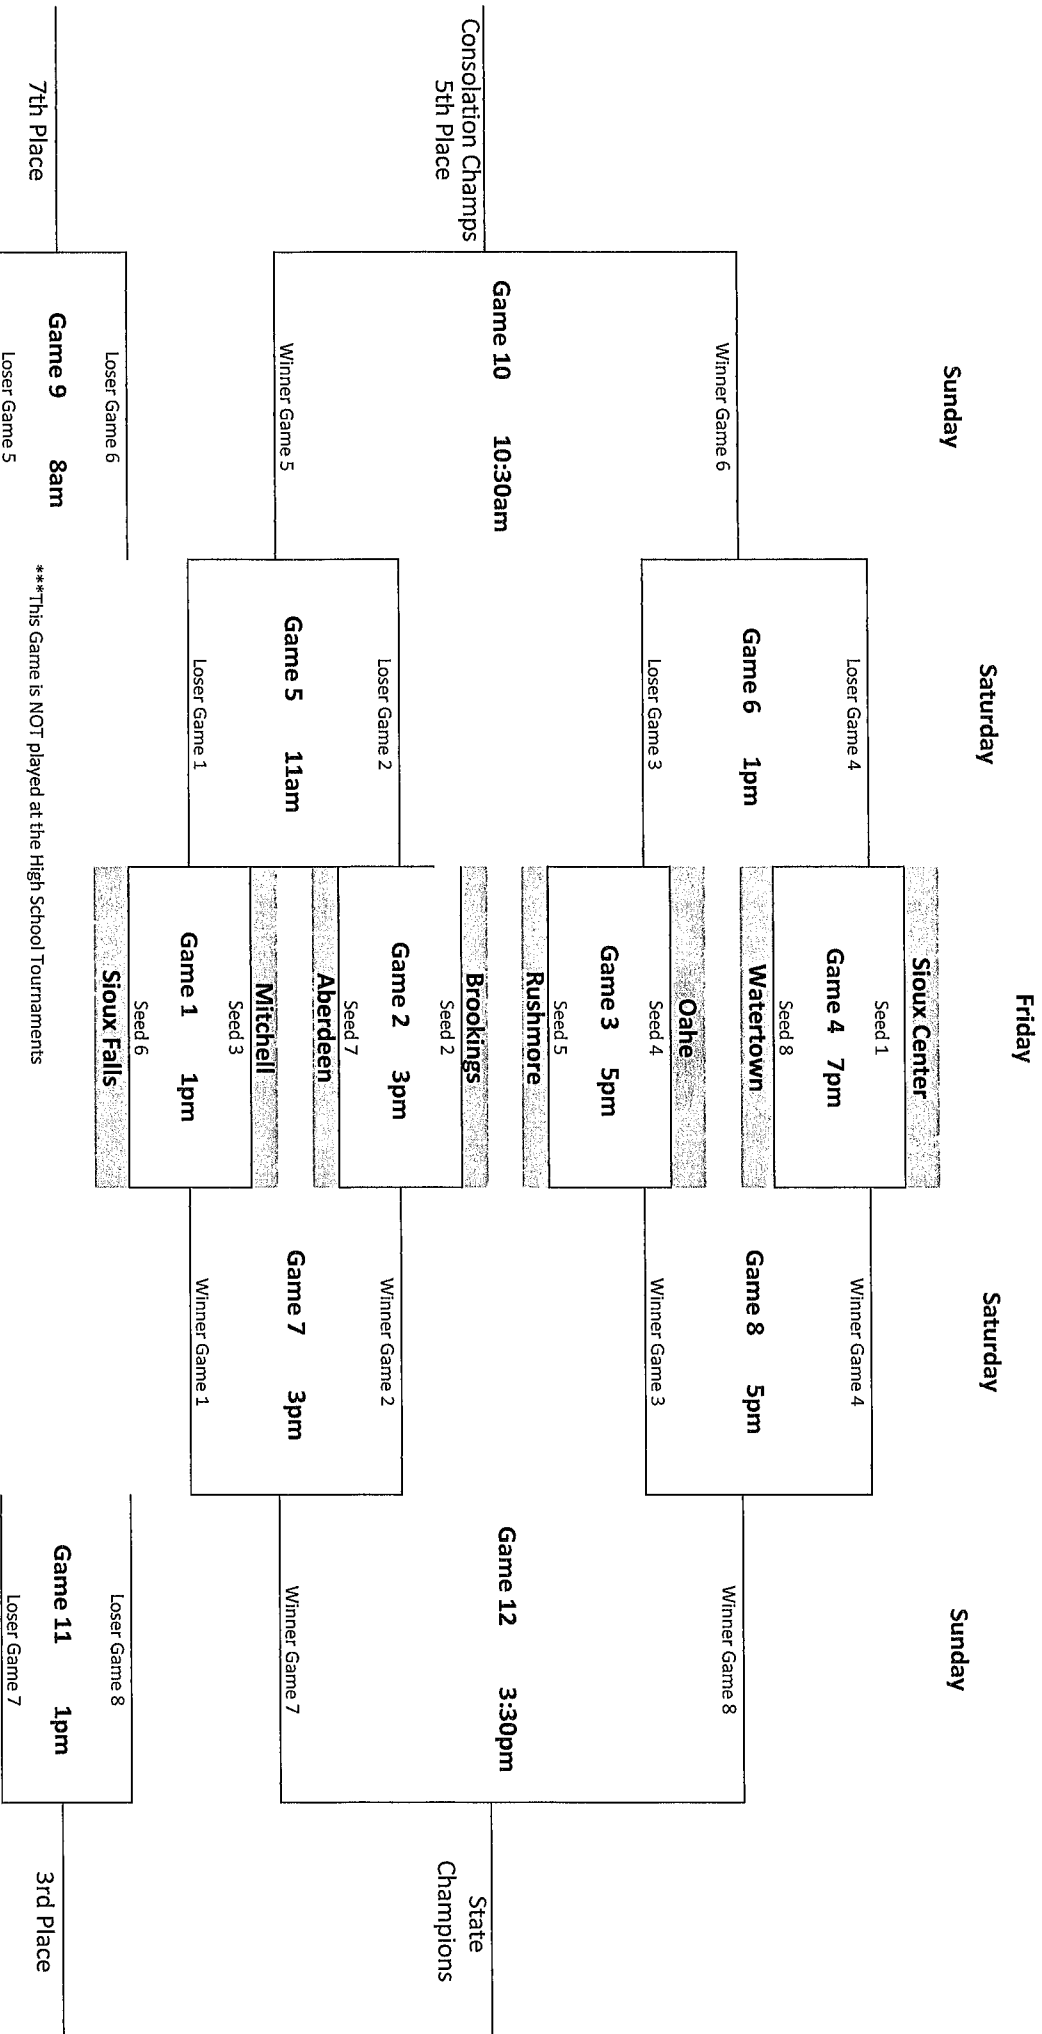 Sunday
Saturday
Friday
Saturday
Sunday
Sioux Center
Seed 1
Loser Game 4
Winner Game 4
Game 4 7pm
Winner Game 6
Game 6 1pm
Seed 8
Watertown
Game 8 5pm
Winner Game 8
Oahe
Loser Game 3
Seed 4
Winner Game 3
Game 3 5pm
Seed 5
Rushmore
Game 10 10:30am
Game 12 3:30pm
Consolation Champs
5th Place
State
Champions
Brookings
Seed 2
Loser Game 2
Winner Game 2
Game 2 3pm
Seed 7
Aberdeen
Winner Game 5
Game 5 11am
Game 7 3pm
Winner Game 7
Mitchell
Seed 3
Loser Game 1
Winner Game 1
Game 1 1pm
Seed 6
Sioux Falls
Loser Game 6
Loser Game 8
Game 9 8am
Game 11 1pm
7th Place
***This Game is NOT played at the High School Tournaments
3rd Place
Loser Game 5
Loser Game 7